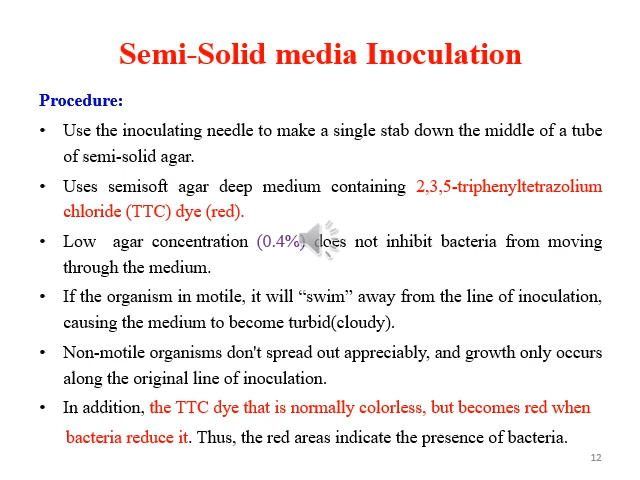 Semi-Solid media Inoculation
Procedure:
• Use the inoculating needle to make a single stab down the middle of a tube
of semi-solid agar.
• Uses semisoft agar deep medium containing 2,3,5-triphenyltetrazolium
chloride (TTC) dye (red).
• Low agar concentration (0.4%) does not inhibit bacteria from moving
through the medium.
• If the organism in motile, it will “swim” away from the line of inoculation,
causing the medium to become turbid(cloudy).
• Non-motile organisms don't spread out appreciably, and growth only occurs
along the original line of inoculation.
• In addition, the TTC dye that is normally colorless, but becomes red when
bacteria reduce it. Thus, the red areas indicate the presence of bacteria.
12